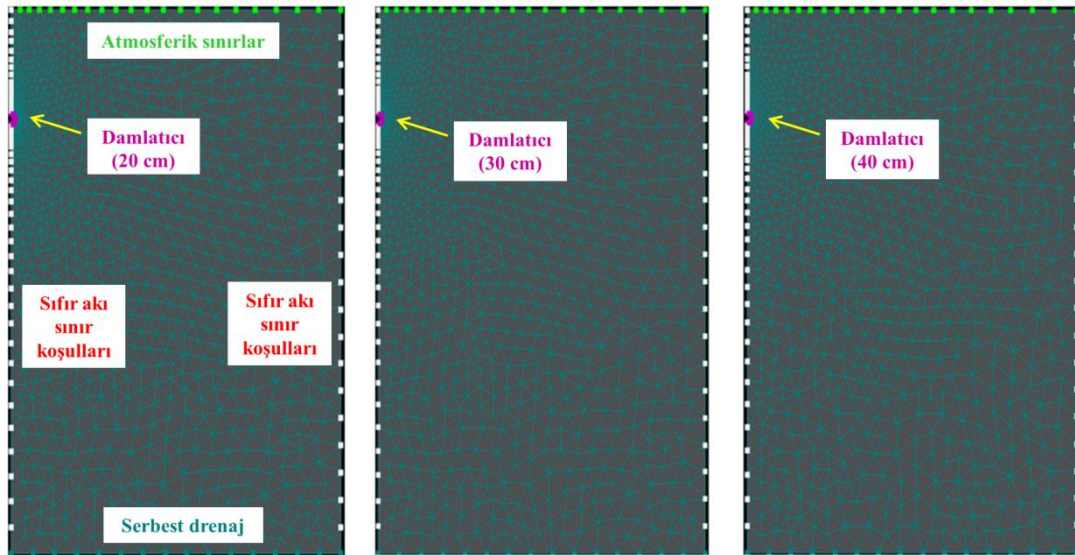 Atmosferik sınırlar
Damlatıcı
(20 cm)
Damlatıcı
(30 cm)
Damlatıcı
(40 cm)
Sıfır akı
sınır
koşulları
Sıfır akı
sınır
koşulları
Serbest drenaj